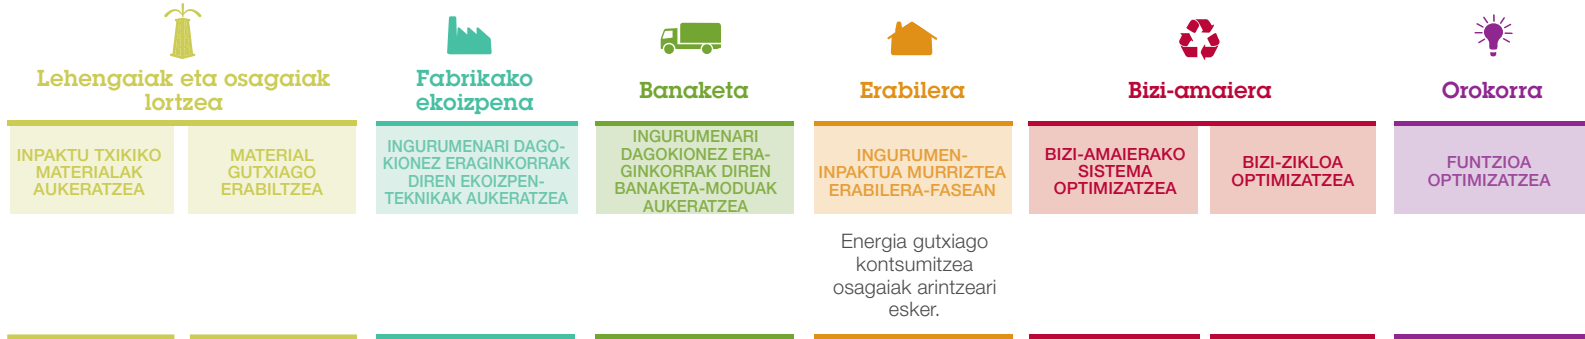 Lehengaiak eta osagaiak
lortzea
Fabrikako
ekoizpena
Banaketa
Erabilera
Bizi-amaiera
Orokorra
INPAKTU TXIKIKO
MATERIALAK
AUKERATZEA
MATERIAL
GUTXIAGO
ERABILTZEA
INGURUMENARI DAGO-
KIONEZ ERAGINKORRAK
DIREN EKOIZPEN-
TEKNIKAK AUKERATZEA
INGURUMENARI
DAGOKIONEZ ERA-
GINKORRAK DIREN
BANAKETA-MODUAK
AUKERATZEA
INGURUMEN-
INPAKTUA MURRIZTEA
ERABILERA-FASEAN
BIZI-AMAIERAKO
SISTEMA
OPTIMIZATZEA
BIZI-ZIKLOA
OPTIMIZATZEA
FUNTZIOA
OPTIMIZATZEA
Energia gutxiago
kontsumitzea
osagaiak arintzeari
esker.